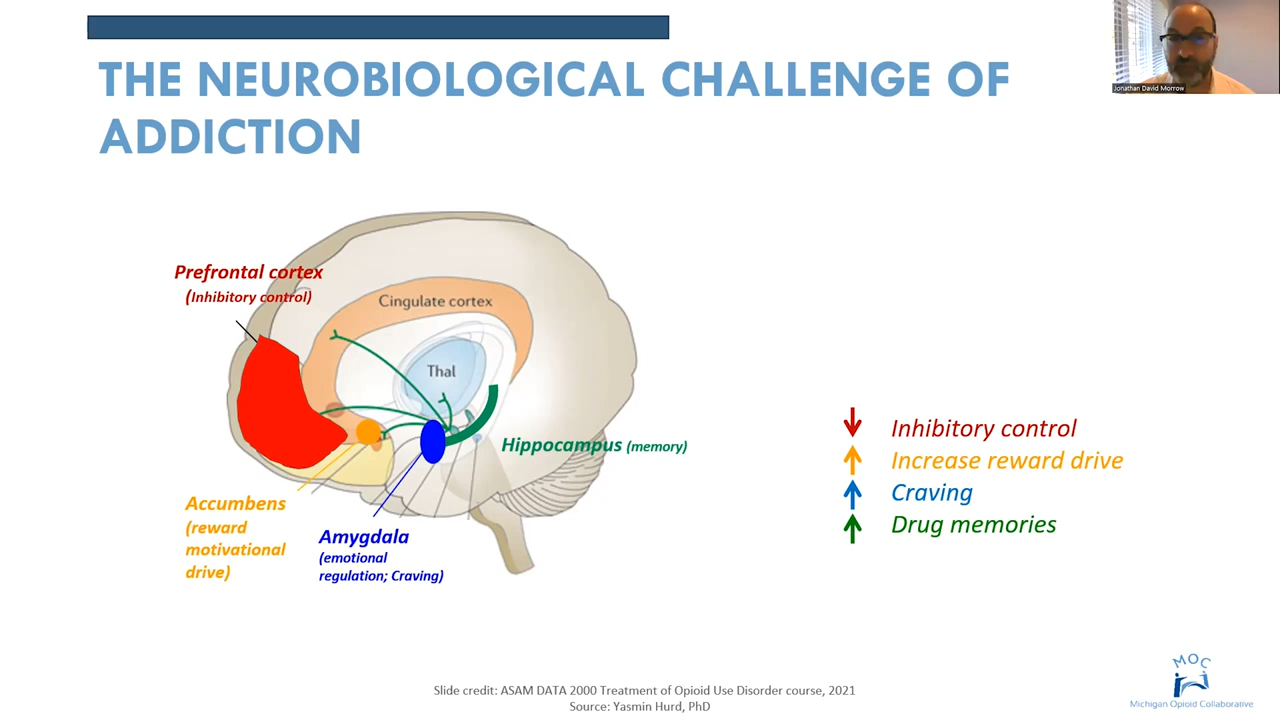 THE NEUROBIOLOGICAL CHALLENGE OF
ADDICTION
Jonathan David Morrow
Prefrontal cortex
(Inhibitory control)
Cingulate cortex
Thal
Hippocampus (memory)
Accumbens
(reward
motivational
drive)
Amygdala
(emotional
regulation; Craving)
Inhibitory control
Increase reward drive
Craving
Drug memories
Slide credit: ASAM DATA 2000 Treatment of Opioid Use Disorder course, 2021
Source: Yasmin Hurd, PhD
MOC
Michigan Opioid Collaborative